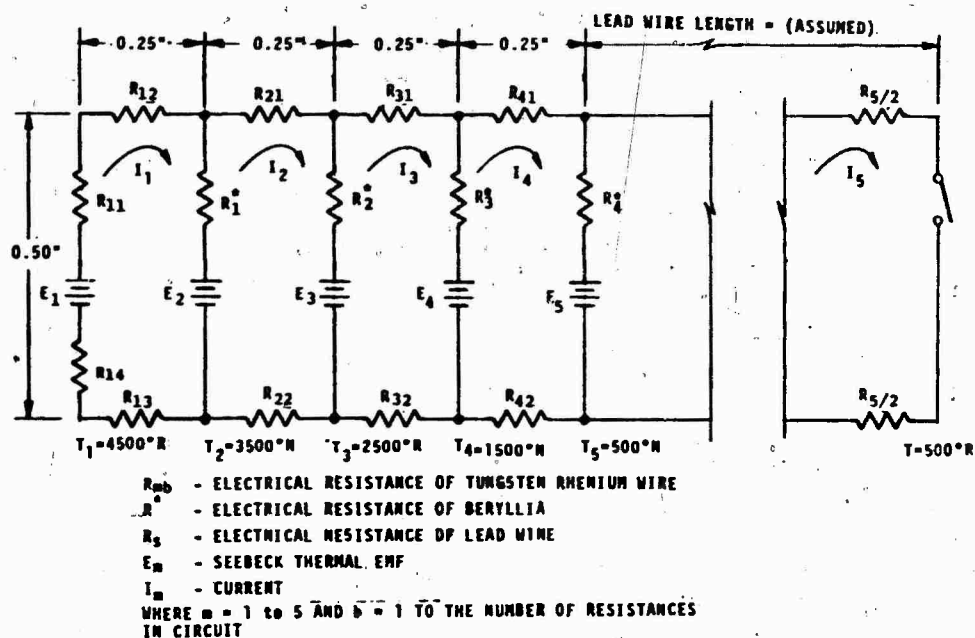 LEAD WIRE LENGTH = (ASSUMED)
0.25" 0.25" 0.25" 0.25"
R12 R21 R31 R41 R5/2
I1 I2 I3 I4 I5
R11 R1* R2* R3* R4*
0.50"
E1 E2 E3 E4 E5
R14
R13 R22 R32 R42 R5/2
T1=4500°R T2=3500°N T3=2500°R T4=1500°N T5=500°N T=500°R
Rmb - ELECTRICAL RESISTANCE OF TUNGSTEN RHENIUM WIRE
R* - ELECTRICAL RESISTANCE OF BERYLLIA
Rs - ELECTNICAL NESISTANCE OF LEAD WINE
Em - SEEBECK THERMAL EMF
Im - CURRENT
WHERE m = 1 to 5 AND b = 1 TO THE NUMBER OF RESISTANCES
IN CIRCUIT